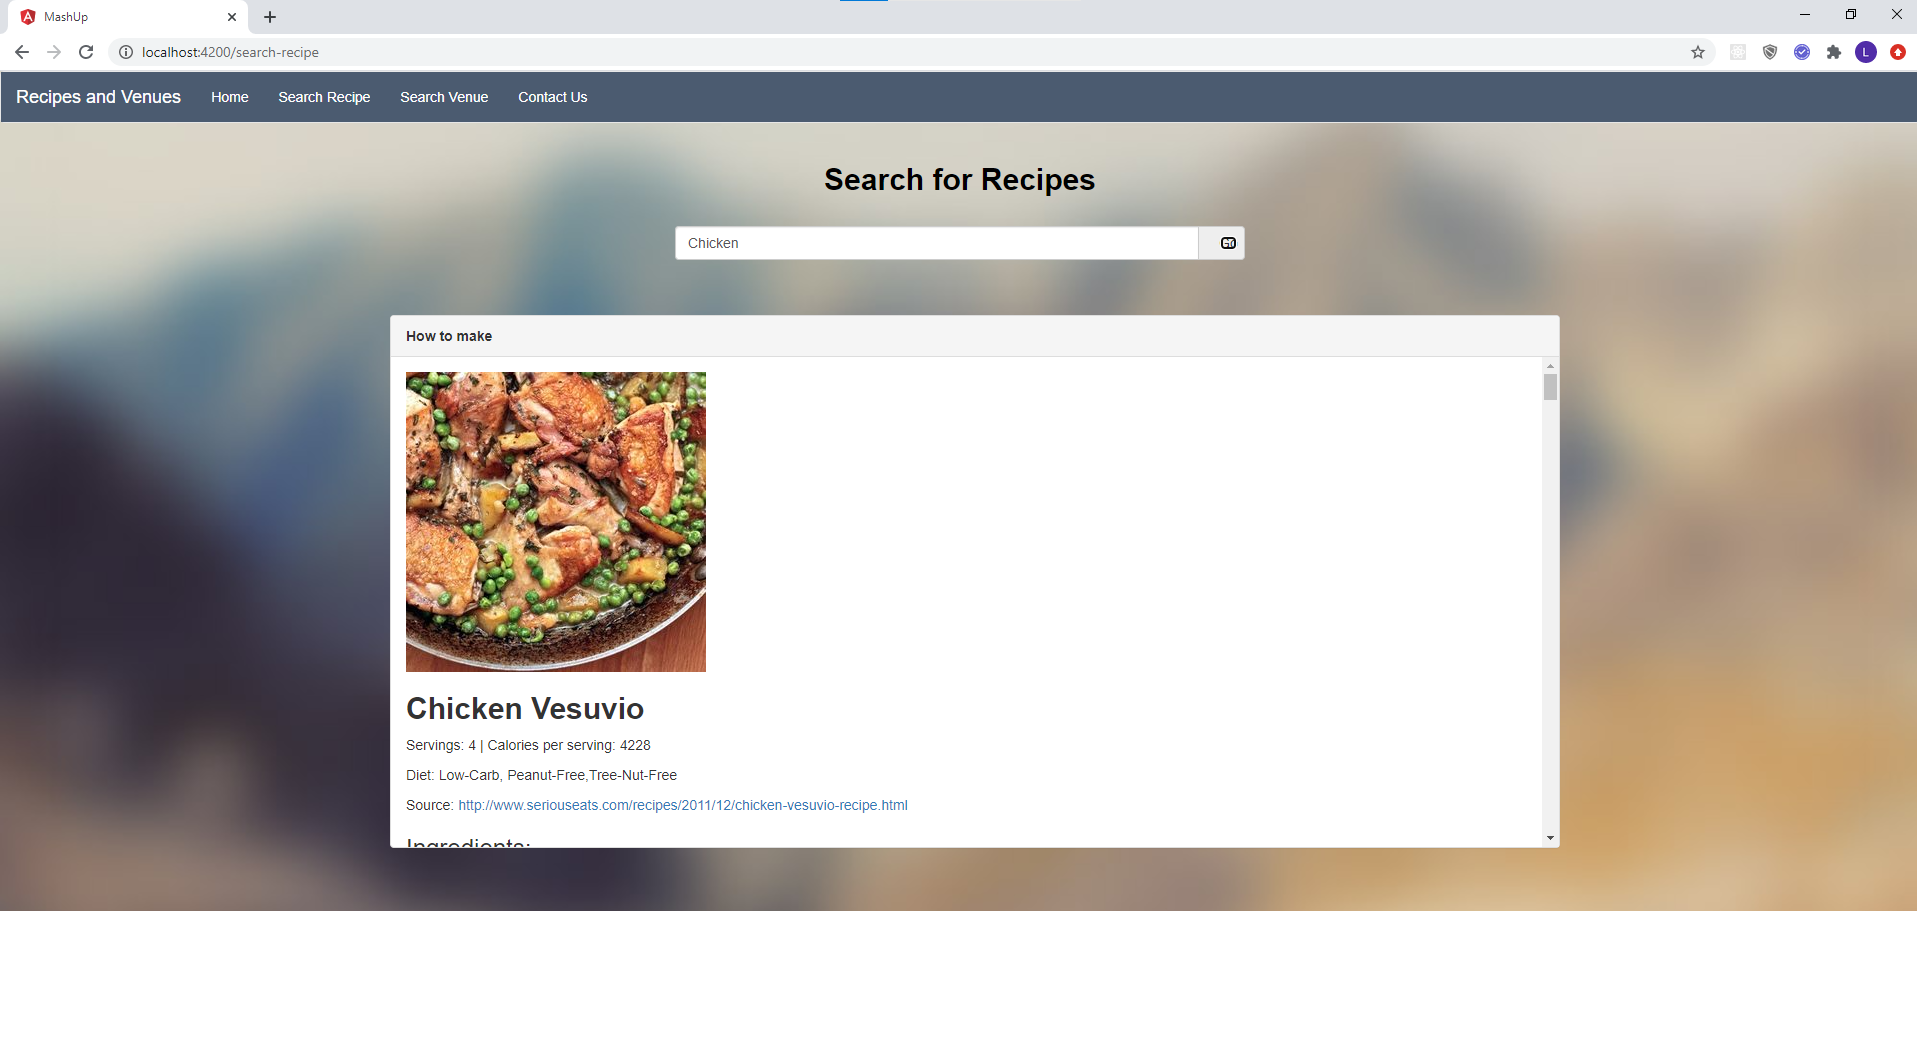 MashUp
localhost:4200/search-recipe
L
Recipes and Venues Home Search Recipe Search Venue Contact Us
Search for Recipes
Chicken
How to make
Chicken Vesuvio
Servings: 4 | Calories per serving: 4228
Diet: Low-Carb, Peanut-Free,Tree-Nut-Free
Source: http://www.seriouseats.com/recipes/2011/12/chicken-vesuvio-recipe.html
Ingredients: